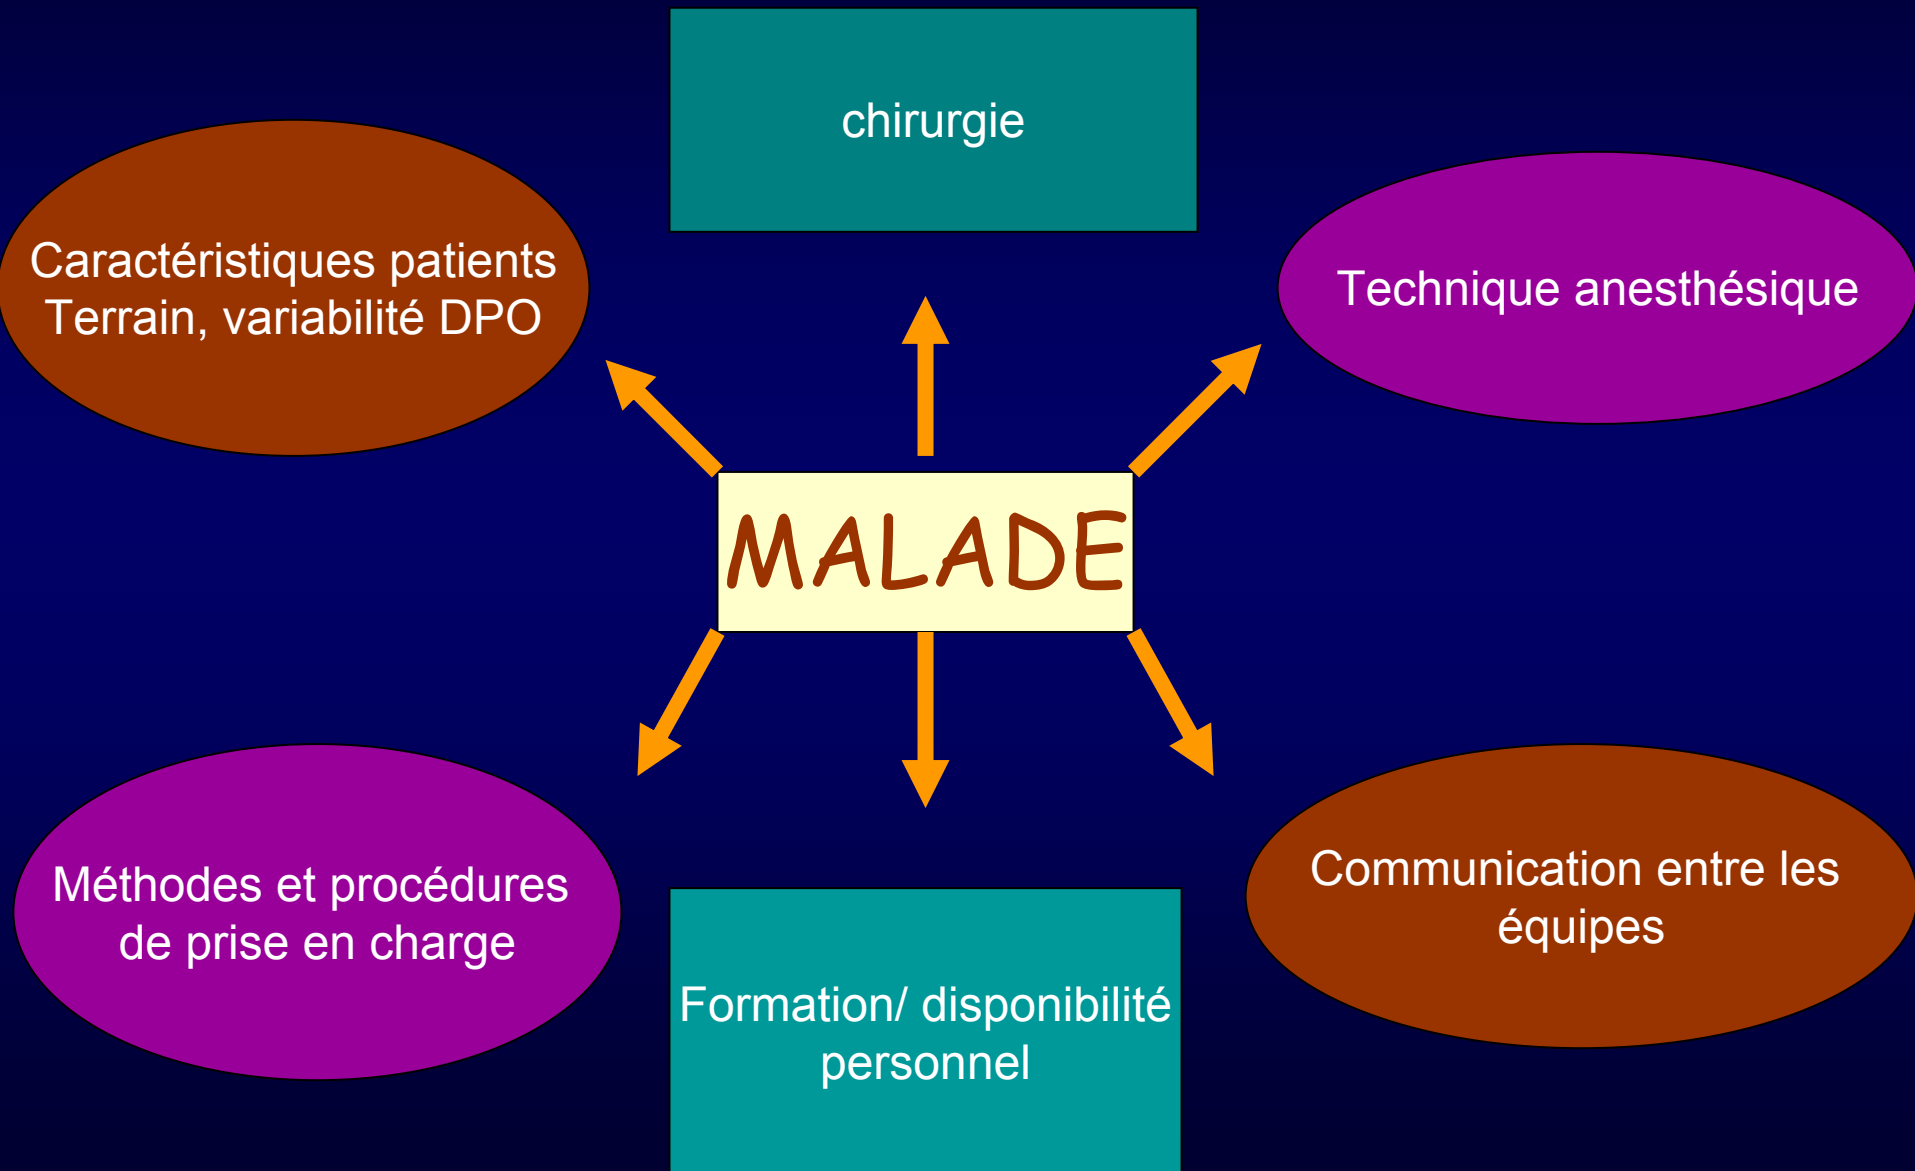 chirurgie
Caractéristiques patients
Terrain, variabilité DPO
Technique anesthésique
MALADE
Méthodes et procédures
de prise en charge
Formation/ disponibilité
personnel
Communication entre les
équipes